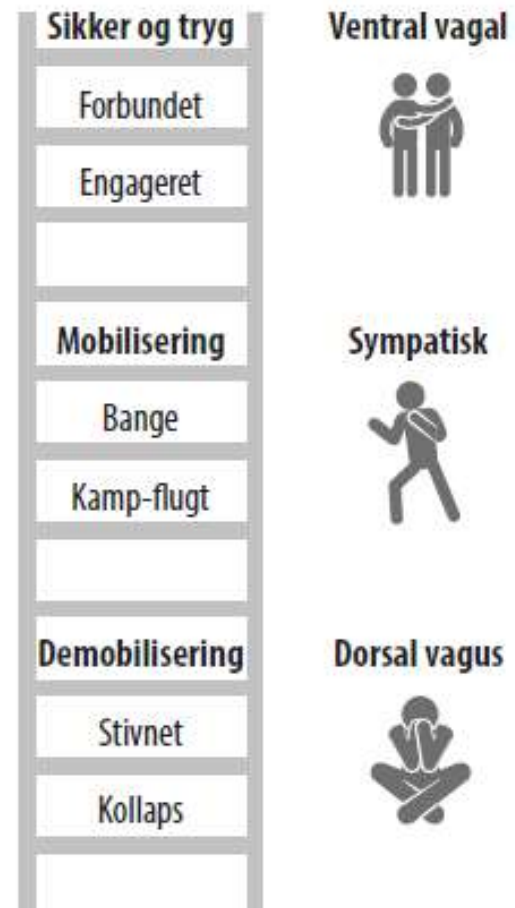 Sikker og tryg
Ventral vagal
Forbundet
Engageret
Mobilisering
Sympatisk
Bange
Kamp-flugt
Demobilisering
Dorsal vagus
Stivnet
Kollaps